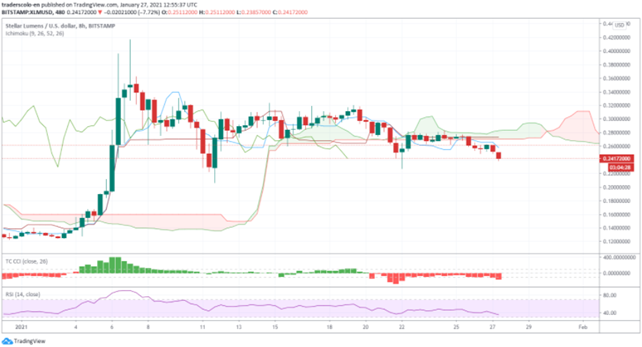 traderscolo-en published on TradingView.com, January 27, 2021 12:55:37 UTC
BITSTAMP:XLMUSD, 480 0.24172000 ▼ −0.02021000 (−7.72%) O:0.25112000 H:0.25112000 L:0.23857000 C:0.24172000
Stellar Lumens / U.S. dollar, 8h, BITSTAMP
Ichimoku (9, 26, 52, 26)
USD
0.42000000
0.38000000
0.36000000
0.32000000
0.30000000
0.28000000
0.26000000
0.24172000
03:04:28
0.22000000
0.20000000
0.18000000
0.16000000
0.14000000
0.12000000
TC CCI (close, 26)
400.00000000
0.00000000
RSI (14, close)
80.00
40.00
2021 4 6 8 11 13 15 18 20 22 25 27 29 Feb
TradingView